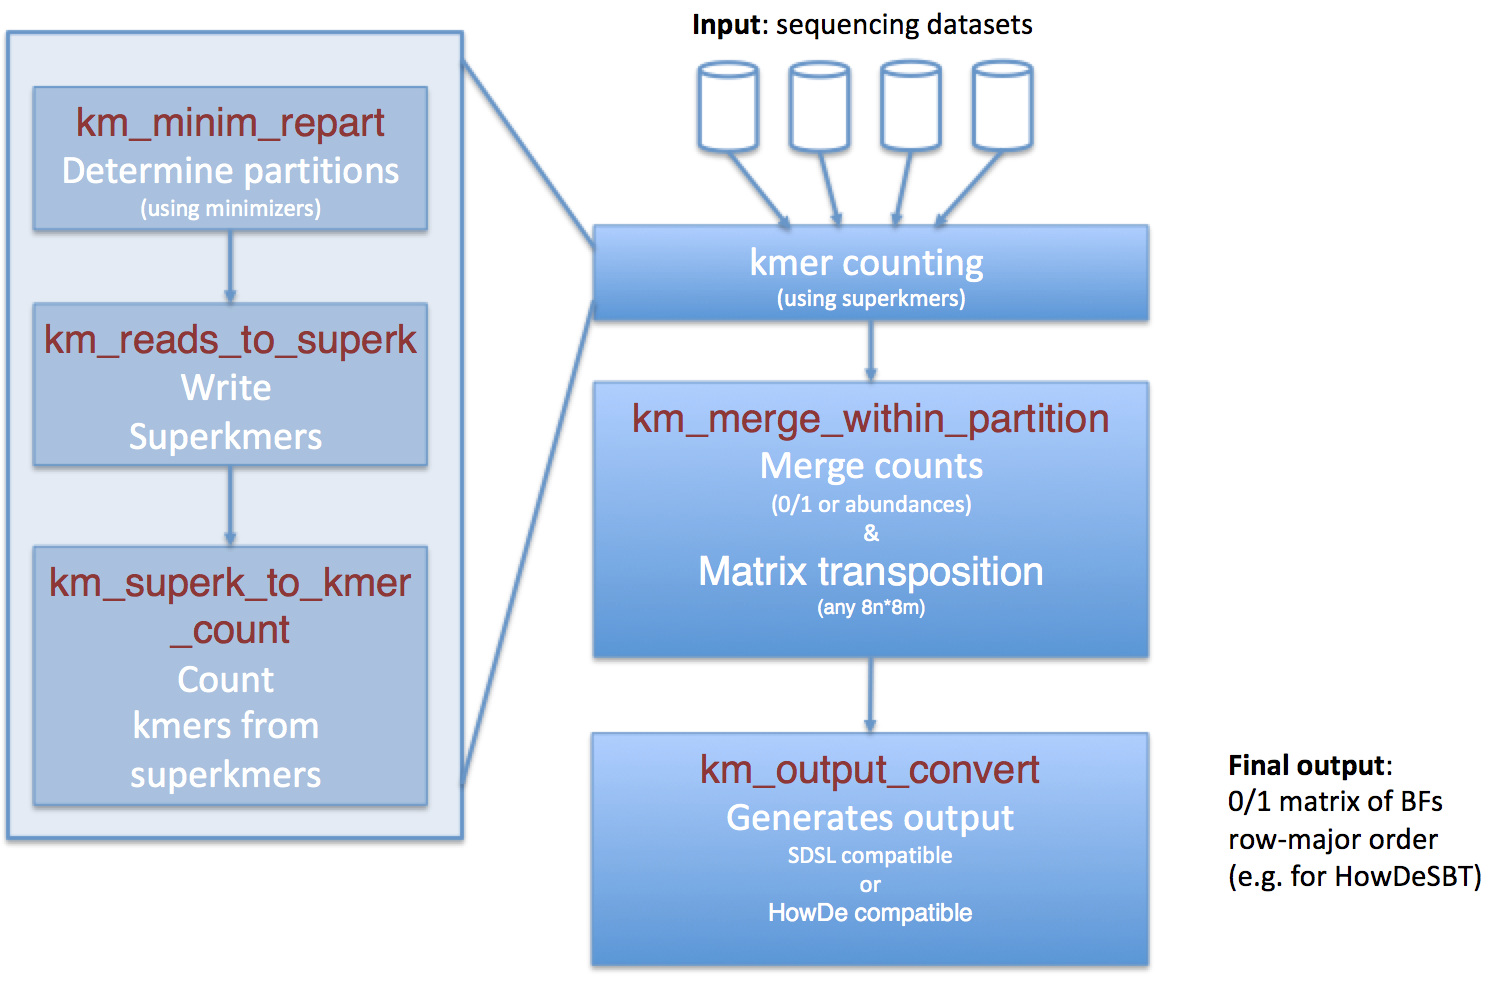 Input: sequencing datasets
km_minim_repart
Determine partitions
(using minimizers)
km_reads_to_superk
Write
Superkmers
km_superk_to_kmer
_count
Count
kmers from
superkmers
kmer counting
(using superkmers)
km_merge_within_partition
Merge counts
(0/1 or abundances)
&
Matrix transposition
(any 8n*8m)
km_output_convert
Generates output
SDSL compatible
or
HowDe compatible
Final output:
0/1 matrix of BFs
row-major order
(e.g. for HowDeSBT)